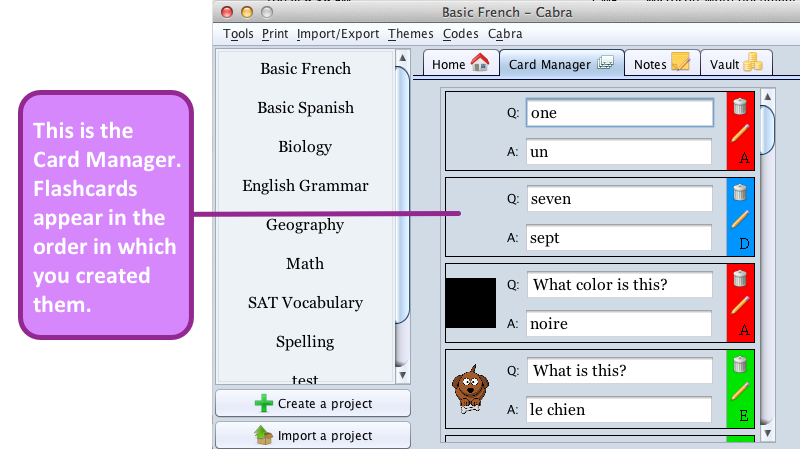 Basic French – Cabra
Tools Print Import/Export Themes Codes Cabra
This is the
Card Manager.
Flashcards
appear in the
order in which
you created
them.
Basic French
Basic Spanish
Biology
English Grammar
Geography
Math
SAT Vocabulary
Spelling
test
Create a project
Import a project
Home Card Manager Notes Vault
Q: one
A: un
A
Q: seven
A: sept
D
Q: What color is this?
A: noire
A
Q: What is this?
A: le chien
E